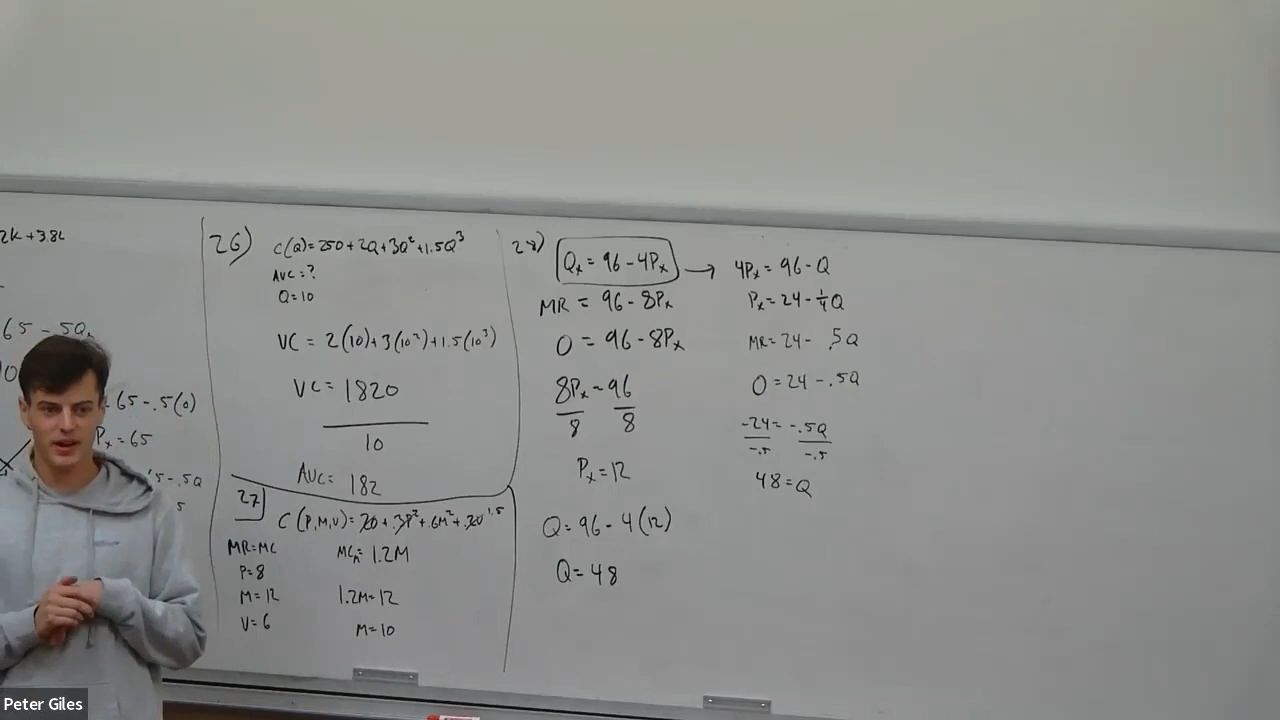 2K+3.8L
65-5Qx
.65-.5(0)
Px=65
5-.5Q
5
26)
C(Q)=250+2Q+3Q²+1.5Q³
AVC=?
Q=10
VC = 2(10)+3(10²)+1.5(10³)
VC = 1820
10
AVC= 182
27
C(P,M,V)=20+.3P²+.6M²+.3V^1.5
MR=MC
P=8
M=12
V=6
MCM=1.2M
1.2M=12
M=10
28)
Qx = 96-4Px →
MR = 96-8Px
0 = 96-8Px
8Px=96
8 8
Px=12
Q=96-4(12)
Q=48
4Px=96-Q
Px=24-¼Q
MR=24- .5Q
0=24-.5Q
-24=-.5Q
-.5 -.5
48=Q
Peter Giles